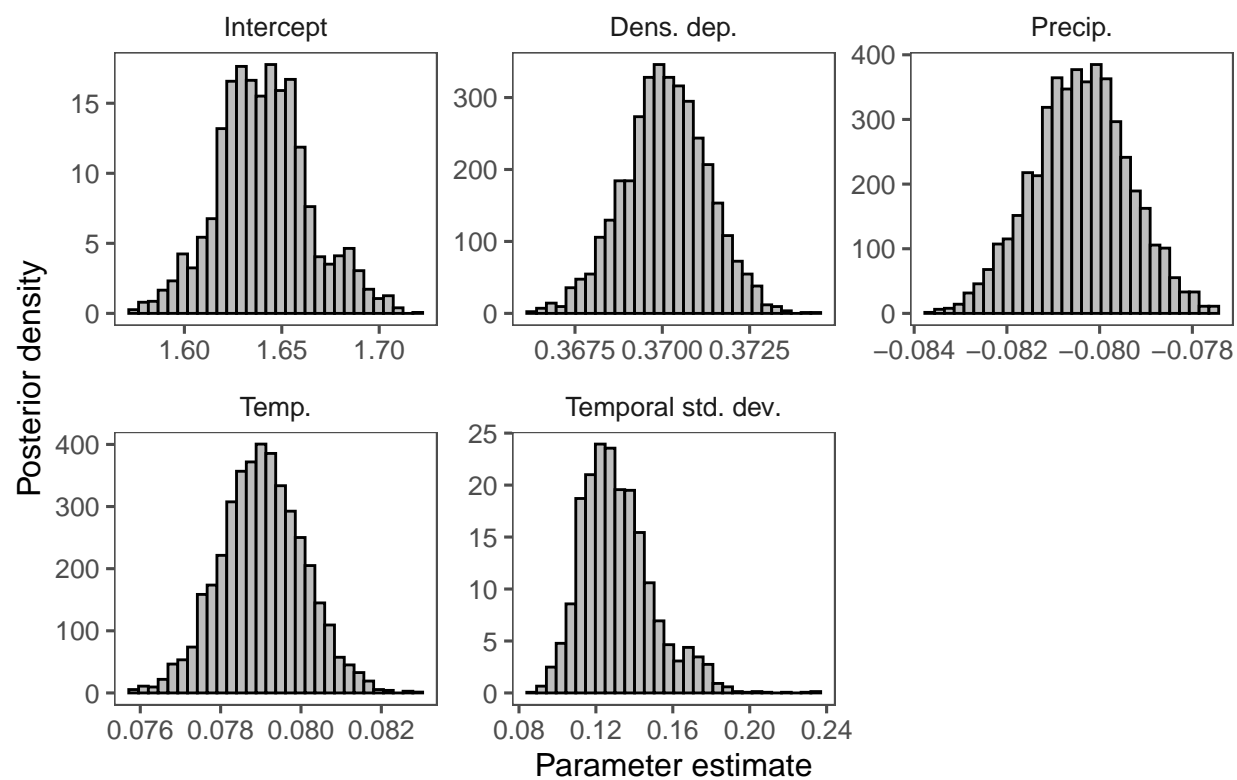 Intercept
Dens. dep.
Precip.
15
10
5
0
300
200
100
0
400
300
200
100
0
1.60 1.65 1.70
0.3675 0.3700 0.3725
−0.084 −0.082 −0.080 −0.078
Posterior density
Temp.
Temporal std. dev.
400
300
200
100
0
25
20
15
10
5
0
0.076 0.078 0.080 0.082
0.08 0.12 0.16 0.20 0.24
Parameter estimate